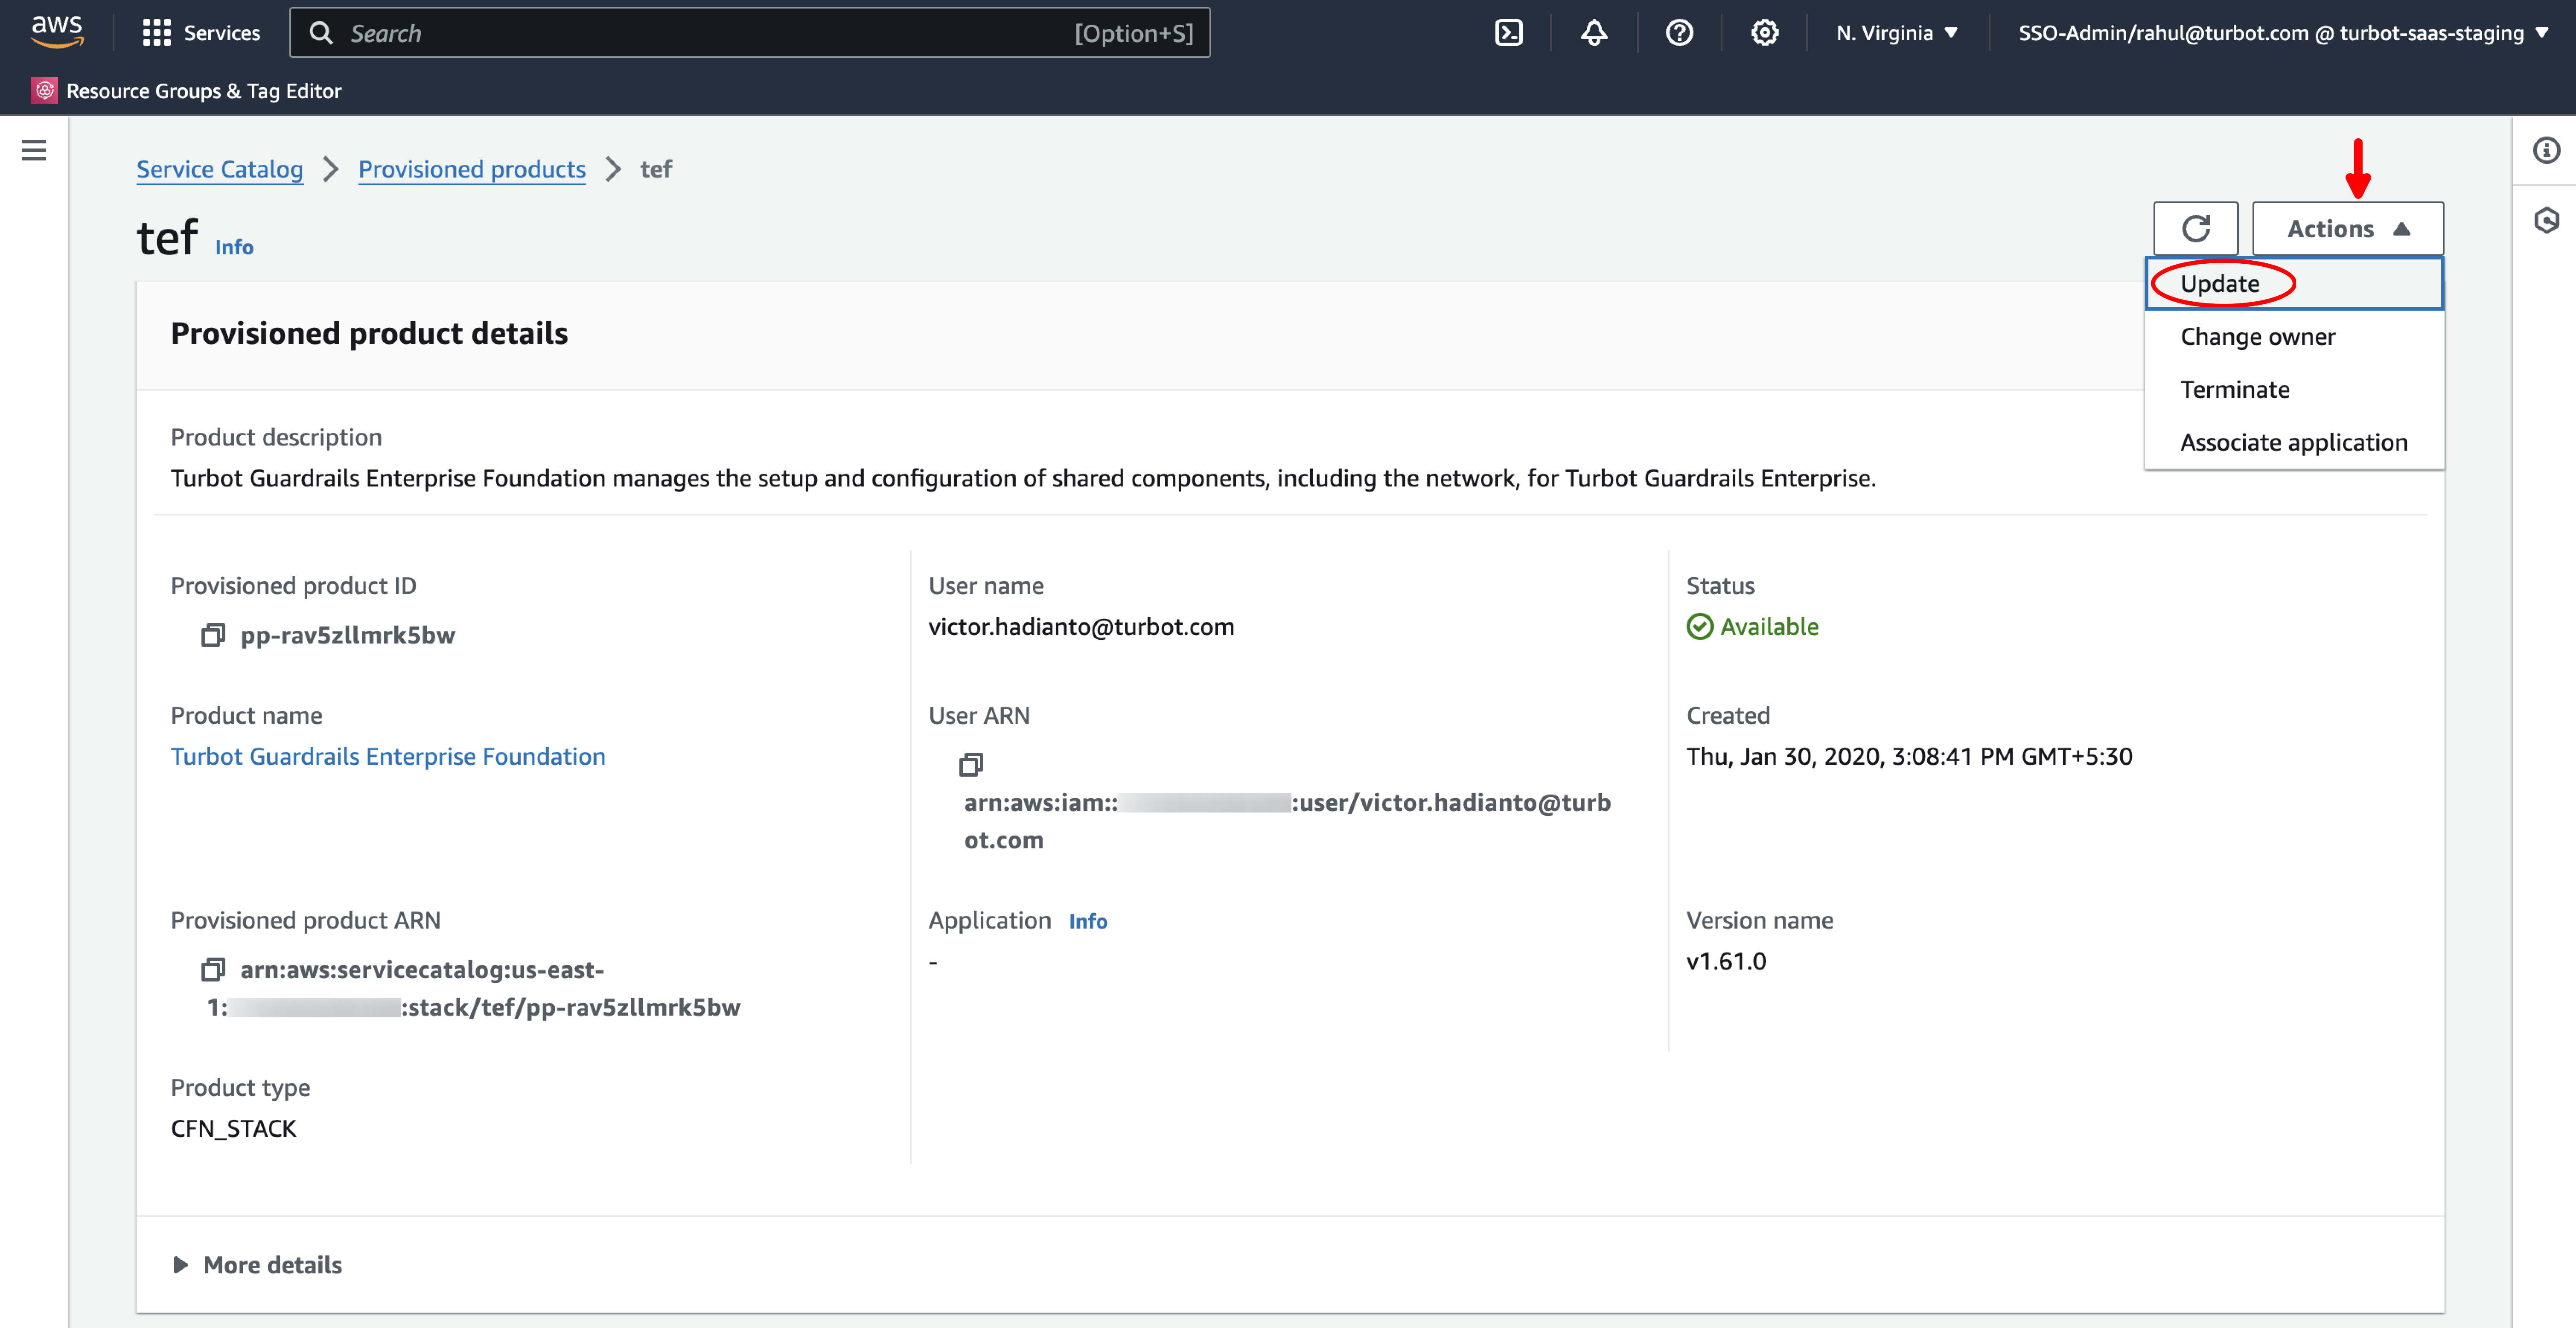 aws Services Search [Option+S] N. Virginia SSO-Admin/rahul@turbot.com @ turbot-saas-staging
Resource Groups & Tag Editor
Service Catalog Provisioned products tef
tef Info
Actions
Update
Change owner
Terminate
Associate application
Provisioned product details
Product description
Turbot Guardrails Enterprise Foundation manages the setup and configuration of shared components, including the network, for Turbot Guardrails Enterprise.
Provisioned product ID
pp-rav5zllmrk5bw
User name
victor.hadianto@turbot.com
Status
Available
Product name
Turbot Guardrails Enterprise Foundation
User ARN
arn:aws:iam:: :user/victor.hadianto@turb
ot.com
Created
Thu, Jan 30, 2020, 3:08:41 PM GMT+5:30
Provisioned product ARN
arn:aws:servicecatalog:us-east-
1: :stack/tef/pp-rav5zllmrk5bw
Application Info
-
Version name
v1.61.0
Product type
CFN_STACK
More details